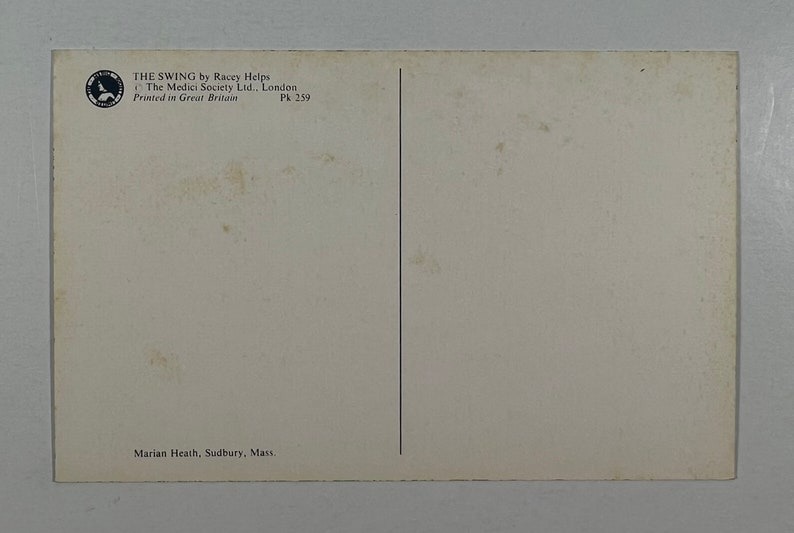 THE SWING by Racey Helps
© The Medici Society Ltd., London
Printed in Great Britain Pk 259
Marian Heath, Sudbury, Mass.